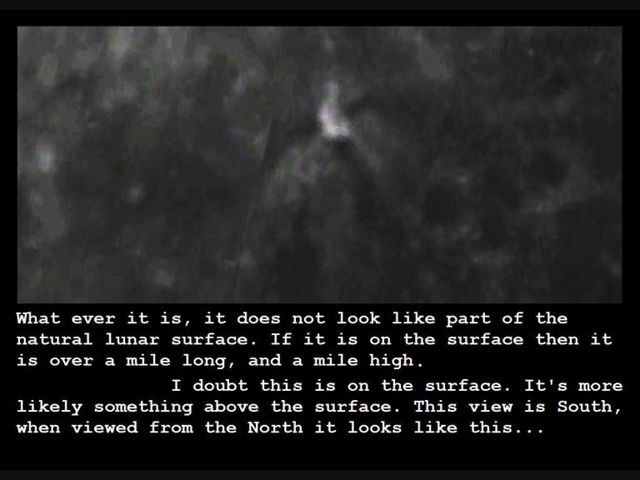 What ever it is, it does not look like part of the
natural lunar surface. If it is on the surface then it
is over a mile long, and a mile high.
I doubt this is on the surface. It's more
likely something above the surface. This view is South,
when viewed from the North it looks like this...